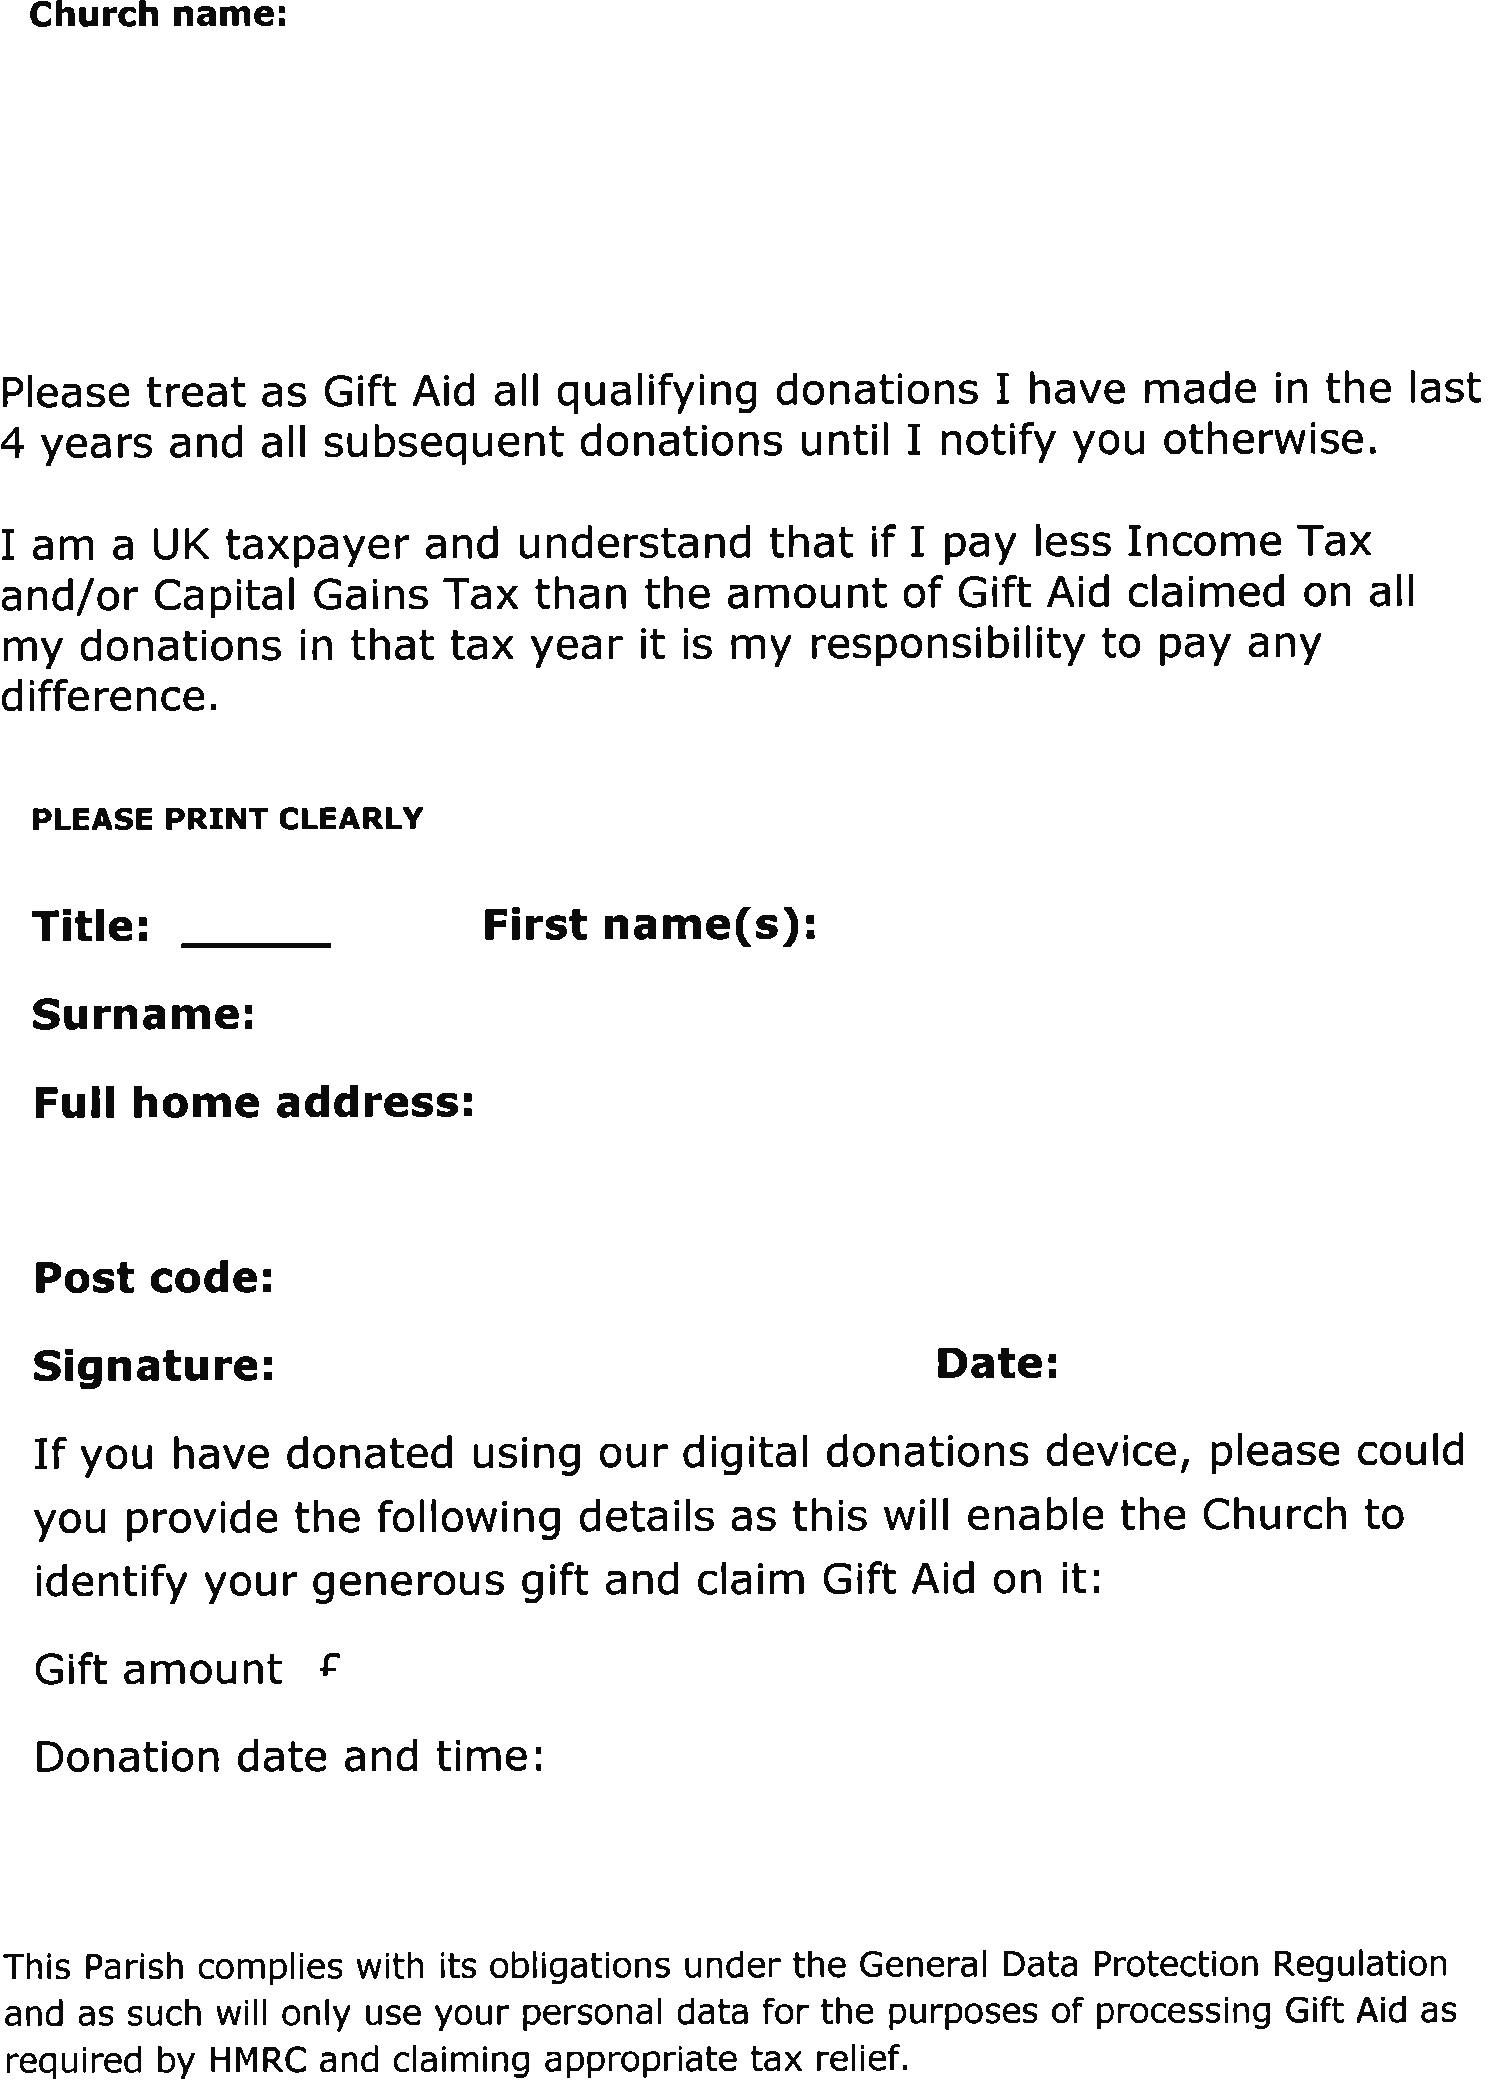 Church name:
Please treat as Gift Aid all qualifying donations I have made in the last
4 years and all subsequent donations until I notify you otherwise.
I am a UK taxpayer and understand that if I pay less Income Tax
and/or Capital Gains Tax than the amount of Gift Aid claimed on all
my donations in that tax year it is my responsibility to pay any
difference.
PLEASE PRINT CLEARLY
Title: ______ First name(s):
Surname:
Full home address:
Post code:
Signature: Date:
If you have donated using our digital donations device, please could
you provide the following details as this will enable the Church to
identify your generous gift and claim Gift Aid on it:
Gift amount £
Donation date and time:
This Parish complies with its obligations under the General Data Protection Regulation
and as such will only use your personal data for the purposes of processing Gift Aid as
required by HMRC and claiming appropriate tax relief.